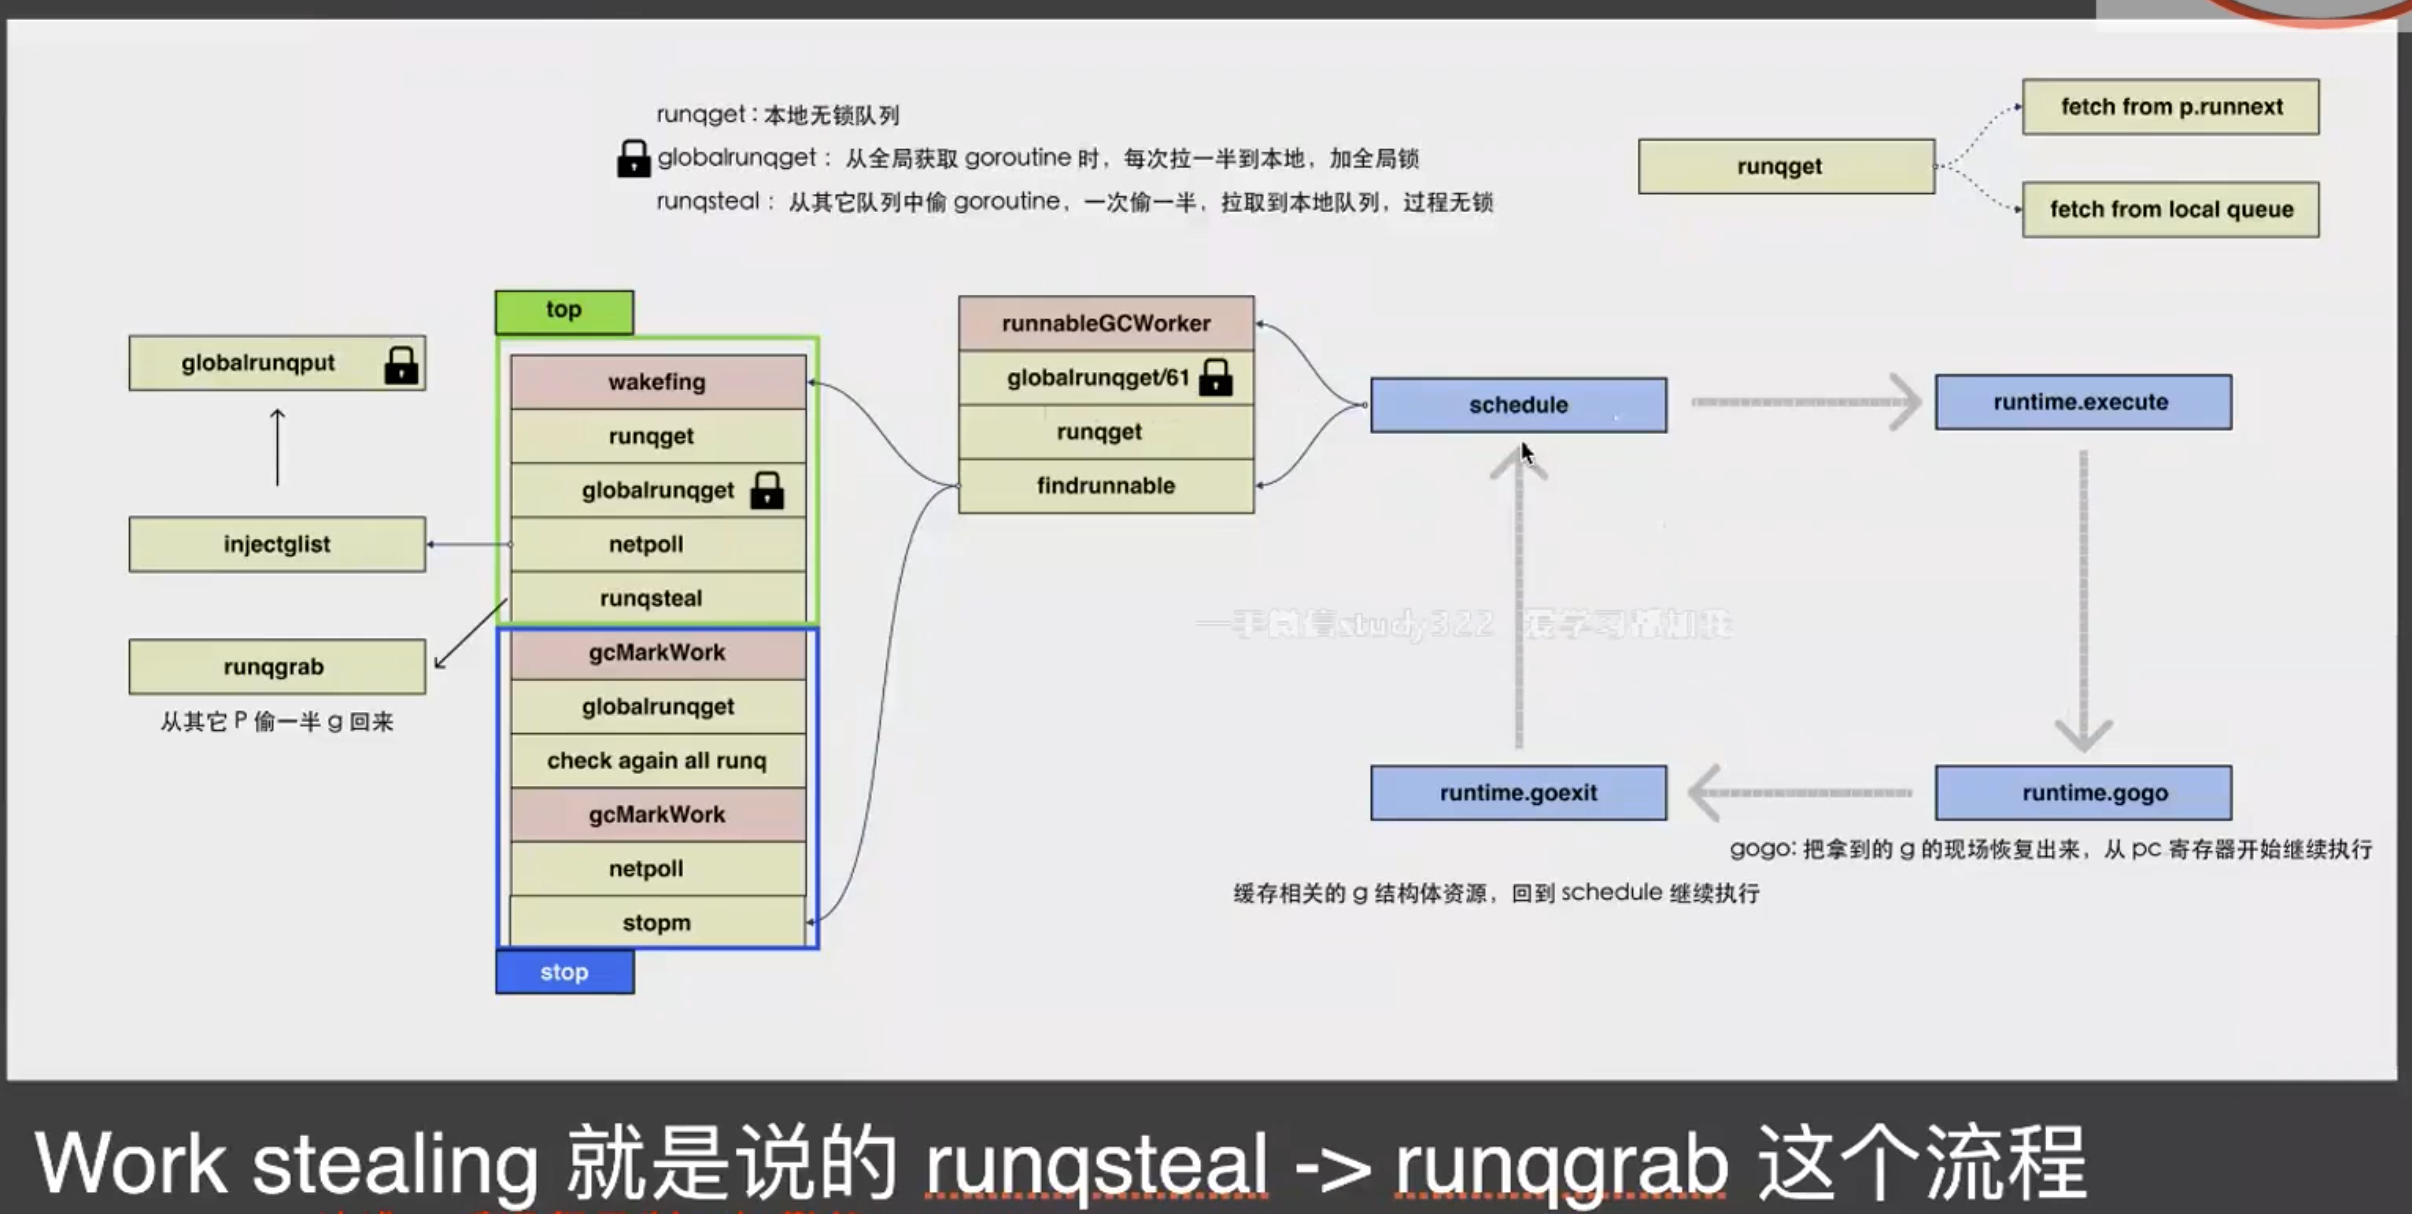 runqget：本地无锁队列
globalrunqget： 从全局获取 goroutine 时，每次拉一半到本地，加全局锁
runqsteal： 从其它队列中偷 goroutine，一次偷一半，拉取到本地队列，过程无锁
runqget
fetch from p.runnext
fetch from local queue
globalrunqput
injectglist
runqgrab
从其它 P 偷一半 g 回来
top
wakefing
runqget
globalrunqget
netpoll
runqsteal
gcMarkWork
globalrunqget
check again all runq
gcMarkWork
netpoll
stopm
stop
runnableGCWorker
globalrunqget/61
runqget
findrunnable
schedule
runtime.execute
runtime.goexit
runtime.gogo
gogo: 把拿到的 g 的现场恢复出来，从 pc 寄存器开始继续执行
缓存相关的 g 结构体资源，回到 schedule 继续执行
Work stealing 就是说的 runqsteal -> runqgrab 这个流程